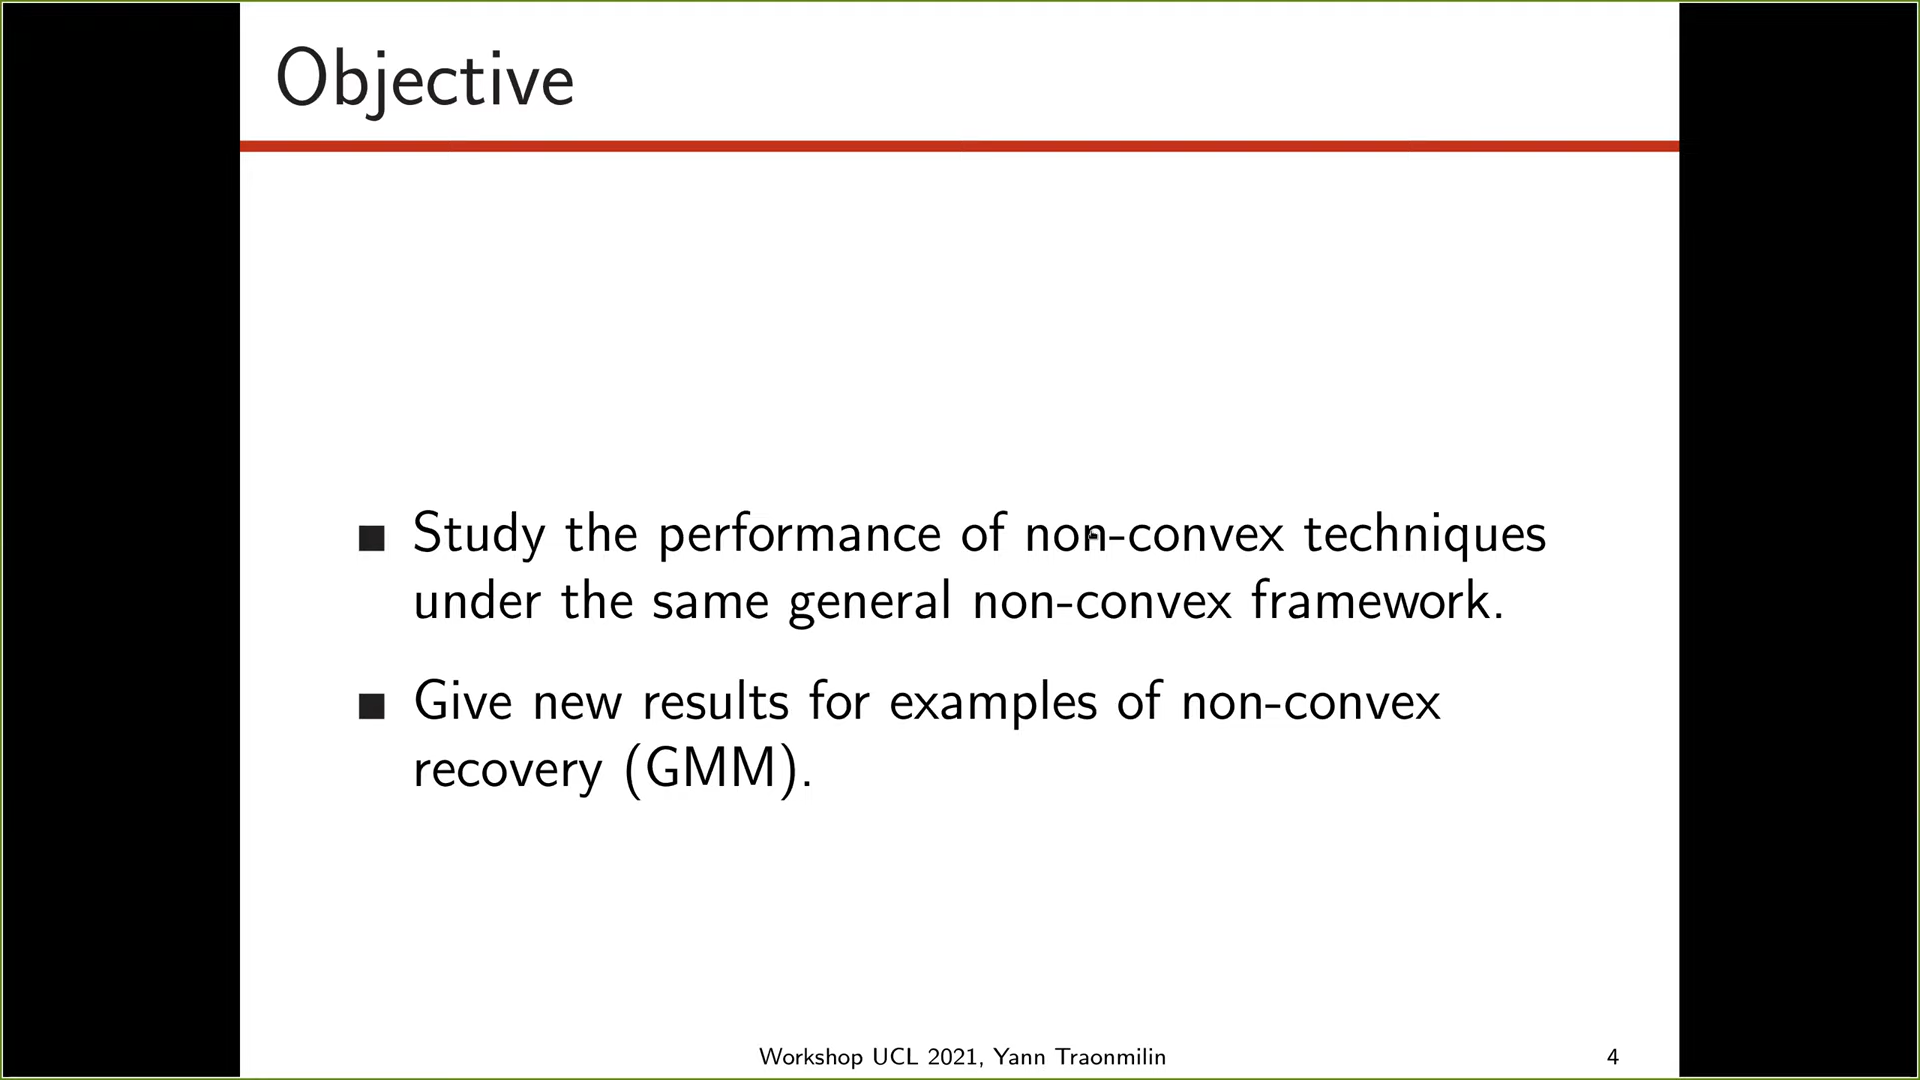 Objective
Study the performance of non-convex techniques
under the same general non-convex framework.
Give new results for examples of non-convex
recovery (GMM).
Workshop UCL 2021, Yann Traonmilin
4